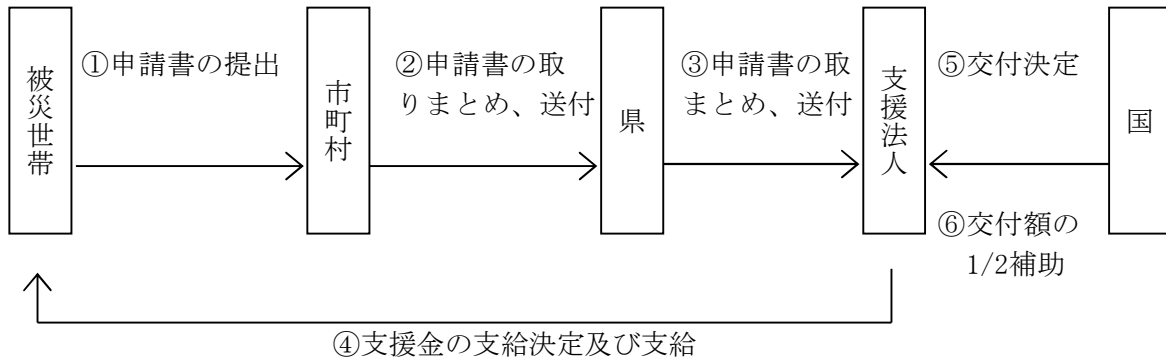 被災世帯
①申請書の提出
市町村
②申請書の取
りまとめ、送付
県
③申請書の取
まとめ、送付
支援法人
⑤交付決定
国
⑥交付額の
1/2補助
④支援金の支給決定及び支給